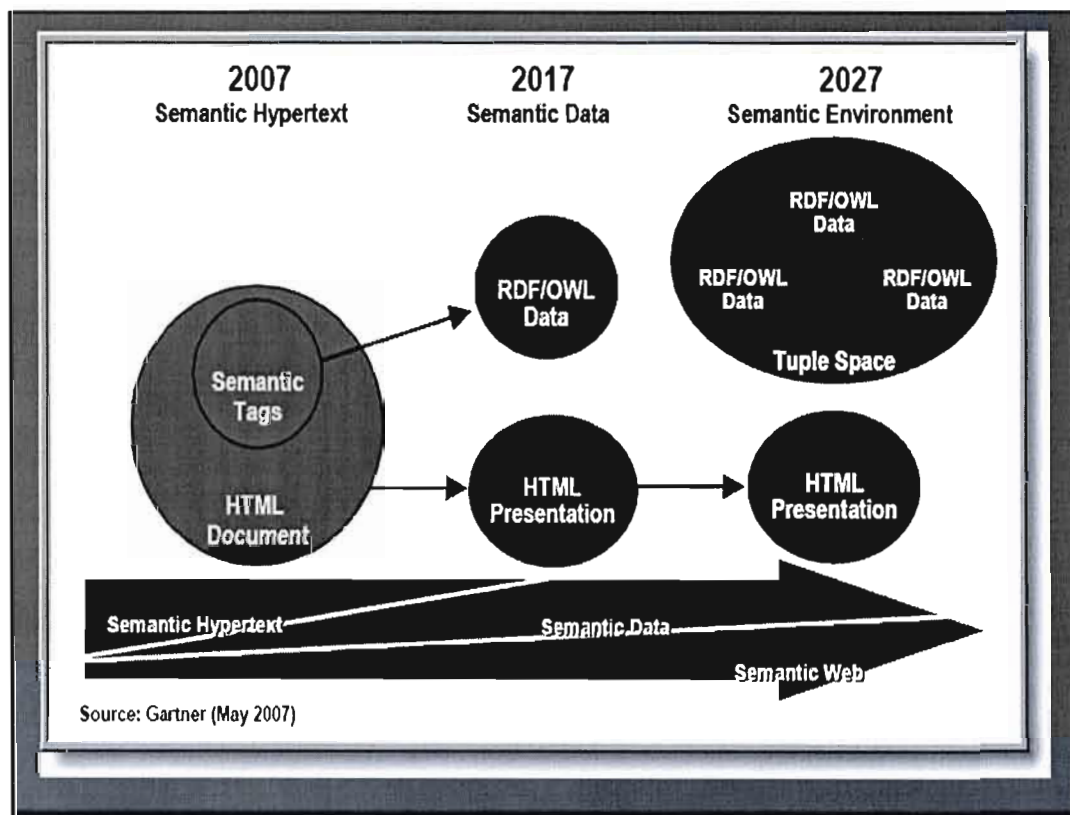 2007
Semantic Hypertext
2017
Semantic Data
2027
Semantic Environment
RDF/OWL
Data
RDF/OWL
Data
RDF/OWL
Data
Tuple Space
RDF/OWL
Data
Semantic
Tags
HTML
Document
HTML
Presentation
HTML
Presentation
Semantic Hypertext
Semantic Data
Semantic Web
Source: Gartner (May 2007)